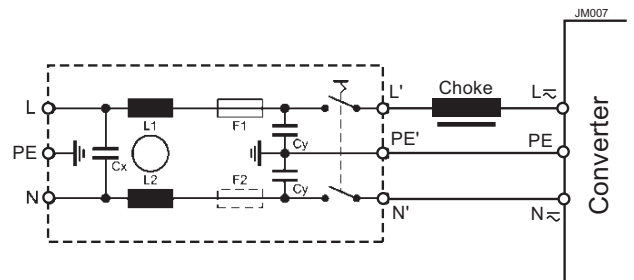 JM007
L
L1
F1
L'
Choke
L≂
PE
Cx
Cy
PE'
PE
Converter
L2
F2
Cy
N
N'
N≂